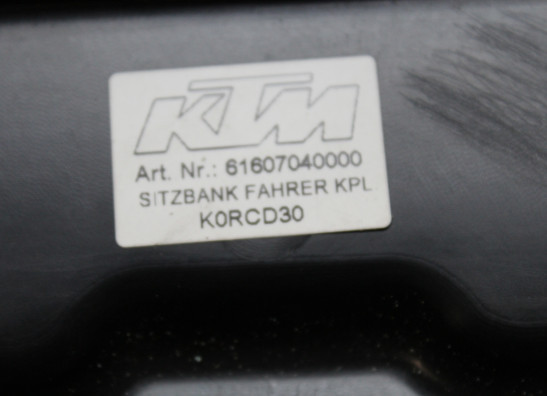 KTM
Art. Nr.: 61607040000
SITZBANK FAHRER KPL
K0RCD30